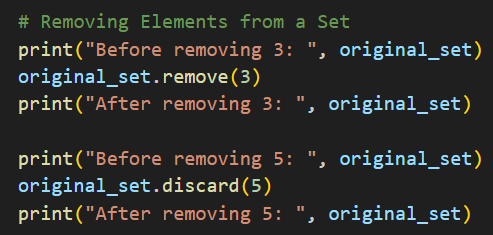 # Removing Elements from a Set
print("Before removing 3: ", original_set)
original_set.remove(3)
print("After removing 3: ", original_set)
print("Before removing 5: ", original_set)
original_set.discard(5)
print("After removing 5: ", original_set)